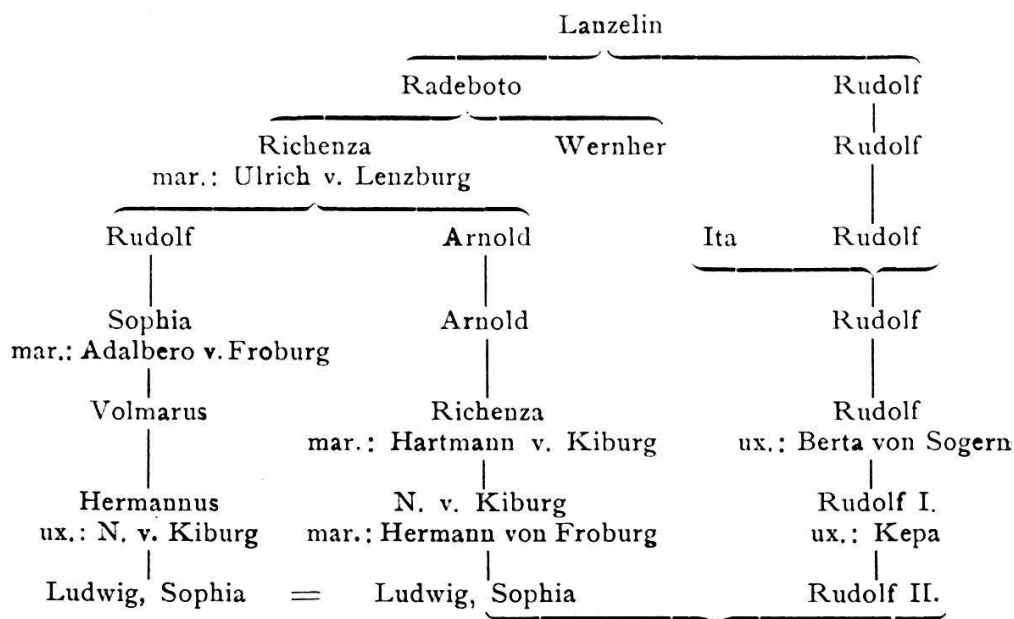 Lanzelin
Radeboto Rudolf
Richenza Wernher Rudolf
mar.: Ulrich v. Lenzburg
Rudolf Arnold Ita Rudolf
Sophia Arnold Rudolf
mar.: Adalbero v. Froburg
Volmarus Richenza Rudolf
mar.: Hartmann v. Kiburg ux.: Berta von Sogern
Hermannus N. v. Kiburg Rudolf I.
ux.: N. v. Kiburg mar.: Hermann von Froburg ux.: Kepa
Ludwig, Sophia = Ludwig, Sophia Rudolf II.